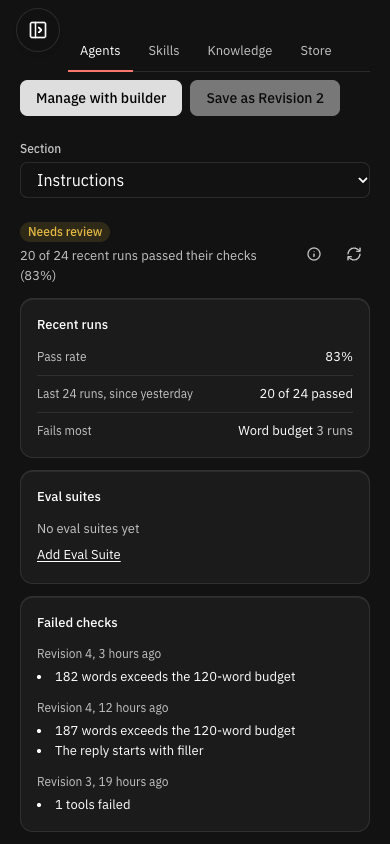 Agents Skills Knowledge Store
Manage with builder Save as Revision 2
Section
Instructions
Needs review
20 of 24 recent runs passed their checks
(83%)
Recent runs
Pass rate 83%
Last 24 runs, since yesterday 20 of 24 passed
Fails most Word budget 3 runs
Eval suites
No eval suites yet
Add Eval Suite
Failed checks
Revision 4, 3 hours ago
• 182 words exceeds the 120-word budget
Revision 4, 12 hours ago
• 187 words exceeds the 120-word budget
• The reply starts with filler
Revision 3, 19 hours ago
• 1 tools failed